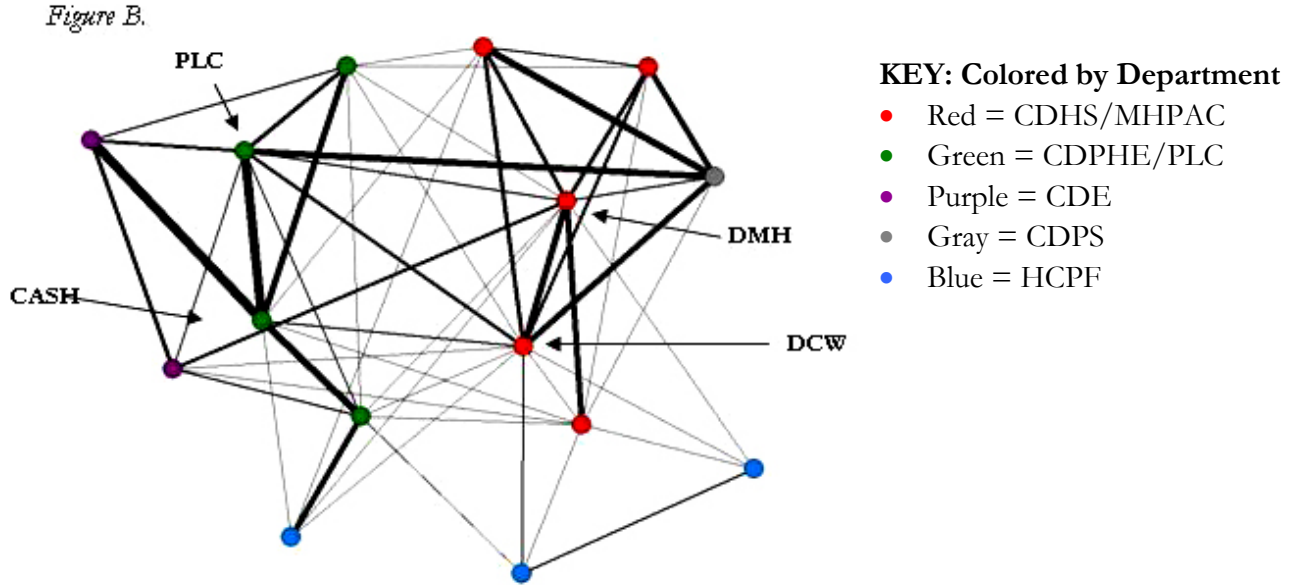 Figure B.
PLC
KEY: Colored by Department
Red = CDHS/MHPAC
Green = CDPHE/PLC
Purple = CDE
Gray = CDPS
Blue = HCPF
DMH
CASH
DCW